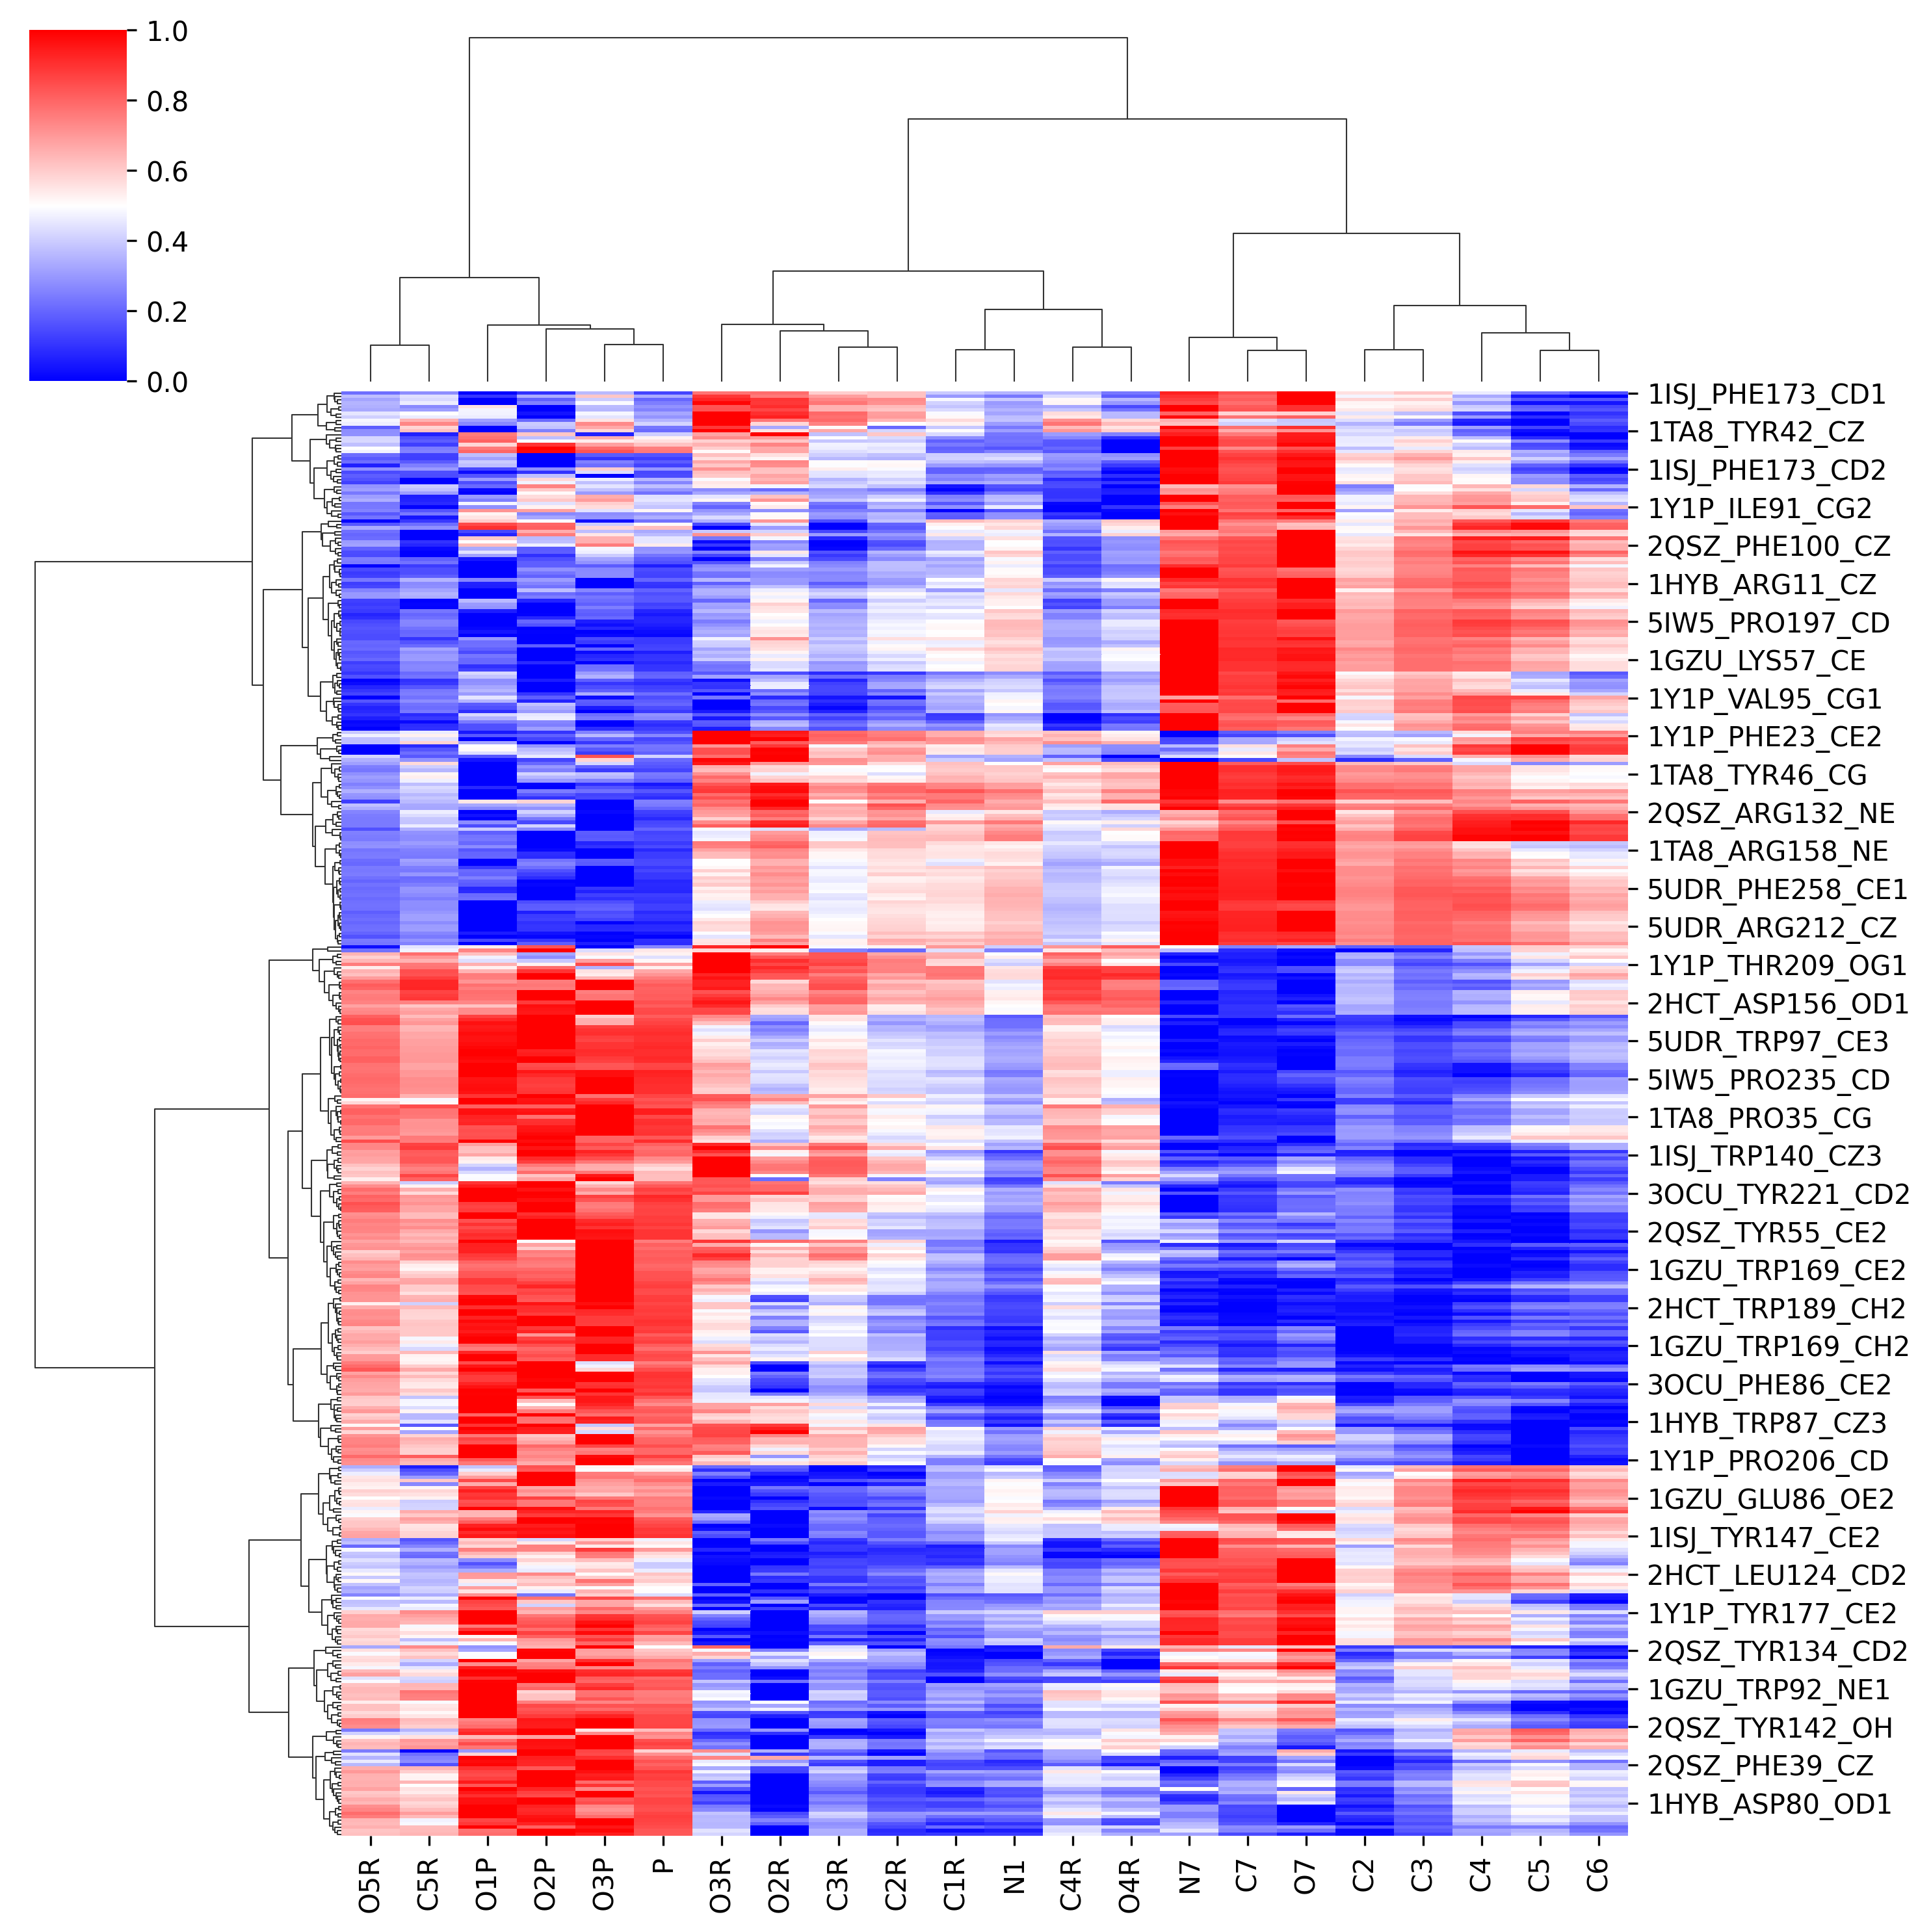 1.0
0.8
0.6
0.4
0.2
0.0
1ISJ_PHE173_CD1
1TA8_TYR42_CZ
1ISJ_PHE173_CD2
1Y1P_ILE91_CG2
2QSZ_PHE100_CZ
1HYB_ARG11_CZ
5IW5_PRO197_CD
1GZU_LYS57_CE
1Y1P_VAL95_CG1
1Y1P_PHE23_CE2
1TA8_TYR46_CG
2QSZ_ARG132_NE
1TA8_ARG158_NE
5UDR_PHE258_CE1
5UDR_ARG212_CZ
1Y1P_THR209_OG1
2HCT_ASP156_OD1
5UDR_TRP97_CE3
5IW5_PRO235_CD
1TA8_PRO35_CG
1ISJ_TRP140_CZ3
3OCU_TYR221_CD2
2QSZ_TYR55_CE2
1GZU_TRP169_CE2
2HCT_TRP189_CH2
1GZU_TRP169_CH2
3OCU_PHE86_CE2
1HYB_TRP87_CZ3
1Y1P_PRO206_CD
1GZU_GLU86_OE2
1ISJ_TYR147_CE2
2HCT_LEU124_CD2
1Y1P_TYR177_CE2
2QSZ_TYR134_CD2
1GZU_TRP92_NE1
2QSZ_TYR142_OH
2QSZ_PHE39_CZ
1HYB_ASP80_OD1
O5R
C5R
O1P
O2P
O3P
P
O3R
O2R
C3R
C2R
C1R
N1
C4R
O4R
N7
C7
O7
C2
C3
C4
C5
C6